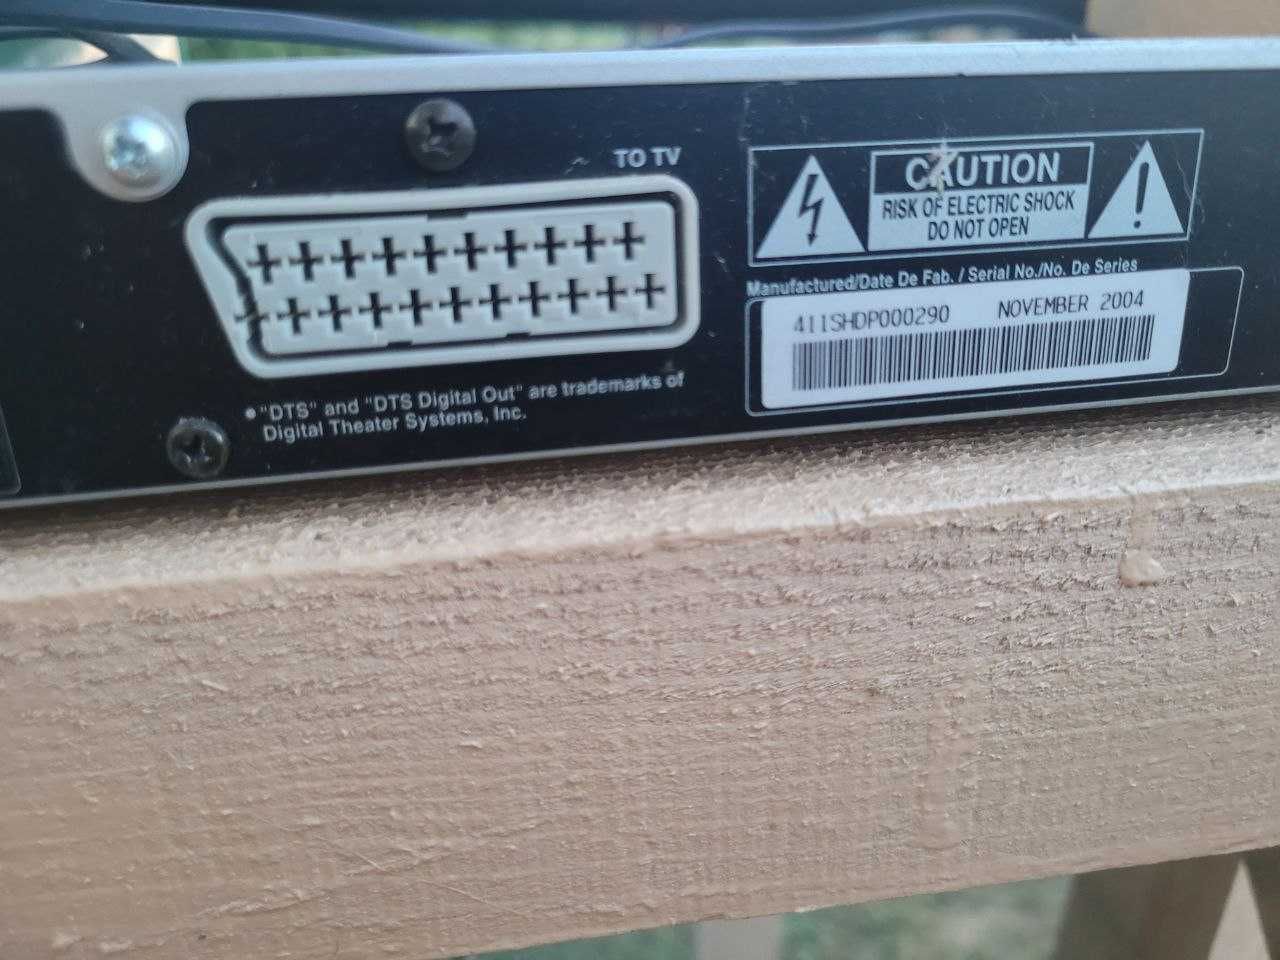 TO TV
"DTS" and "DTS Digital Out" are trademarks of
Digital Theater Systems, Inc.
CAUTION
RISK OF ELECTRIC SHOCK
DO NOT OPEN
Manufactured/Date De Fab. / Serial No./No. De Series
411SHDP000290 NOVEMBER 2004